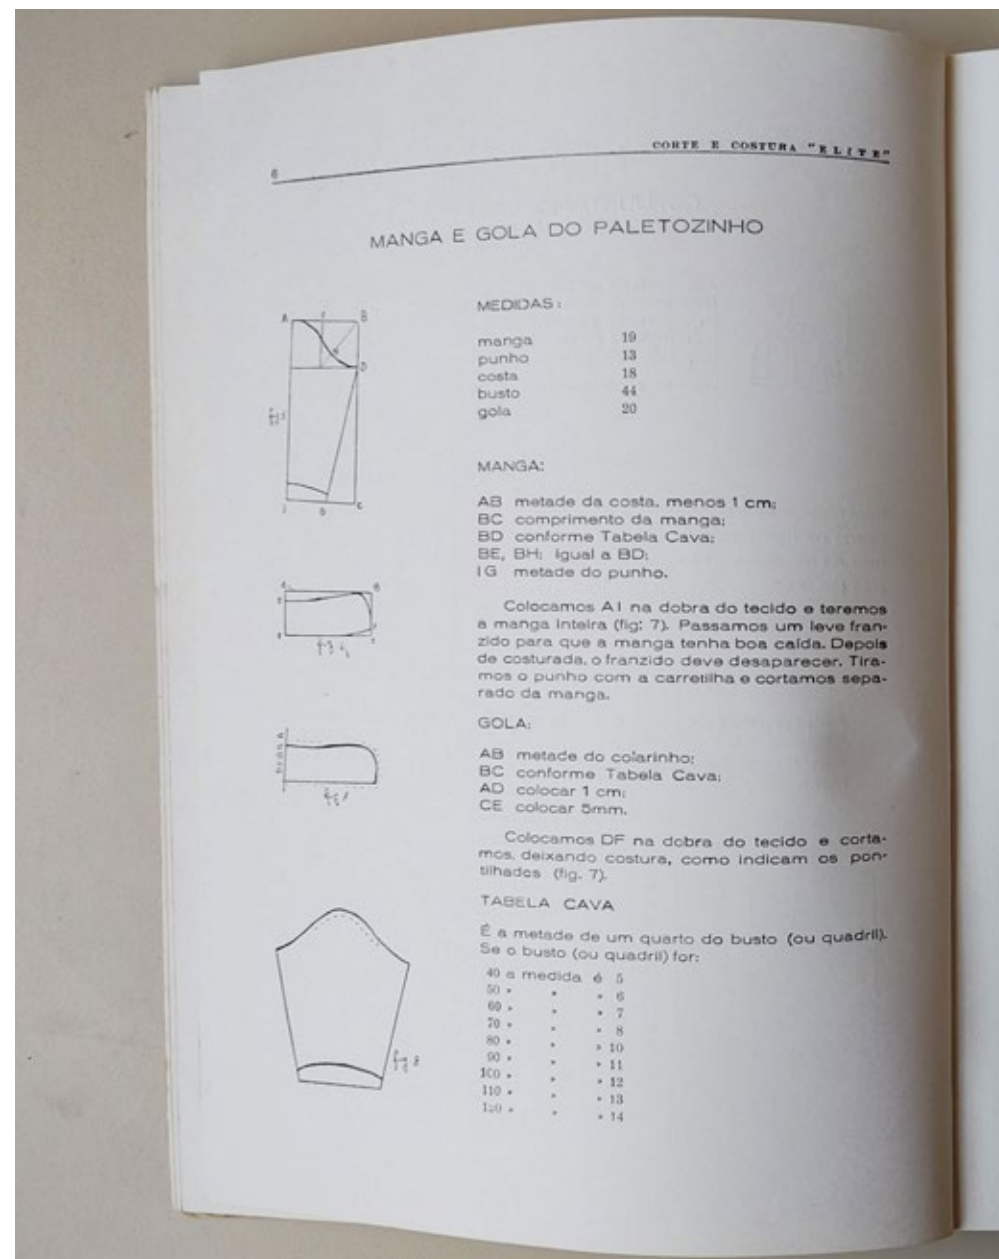 6
CORTE E COSTURA "ELITE"
MANGA E GOLA DO PALETOZINHO
MEDIDAS:
manga 19
punho 13
costa 18
busto 44
gola 20
MANGA:
AB metade da costa, menos 1 cm;
BC comprimento da manga;
BD conforme Tabela Cava;
BE, BH; igual a BD;
IG metade do punho.
Colocamos AI na dobra do tecido e teremos
a manga inteira (fig: 7). Passamos um leve fran-
zido para que a manga tenha boa caída. Depois
de costurada, o franzido deve desaparecer. Tira-
mos o punho com a carretilha e cortamos sepa-
rado da manga.
GOLA:
AB metade do colarinho;
BC conforme Tabela Cava;
AD colocar 1 cm;
CE colocar 5mm.
Colocamos DF na dobra do tecido e corta-
mos, deixando costura, como indicam os pon-
tilhados (fig. 7).
TABELA CAVA
É a metade de um quarto do busto (ou quadril).
Se o busto (ou quadril) for:
40 a medida é 5
50 » » » 6
60 » » » 7
70 » » » 8
80 » » » 10
90 » » » 11
100 » » » 12
110 » » » 13
120 » » » 14
A B
D
C
fig 8